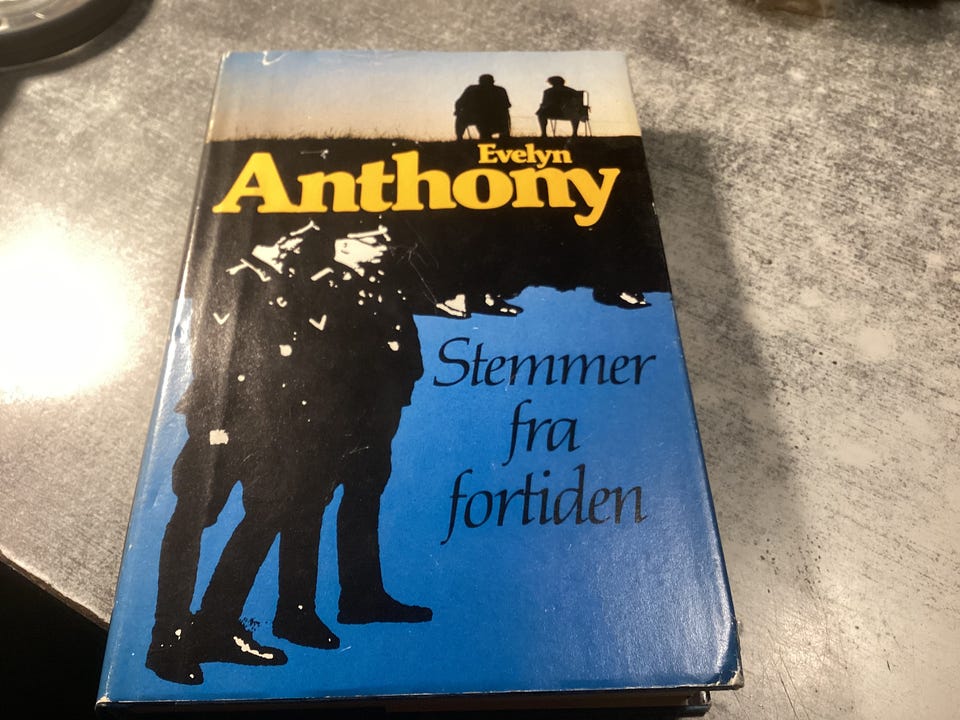 Evelyn
Anthony
Stemmer
fra
fortiden